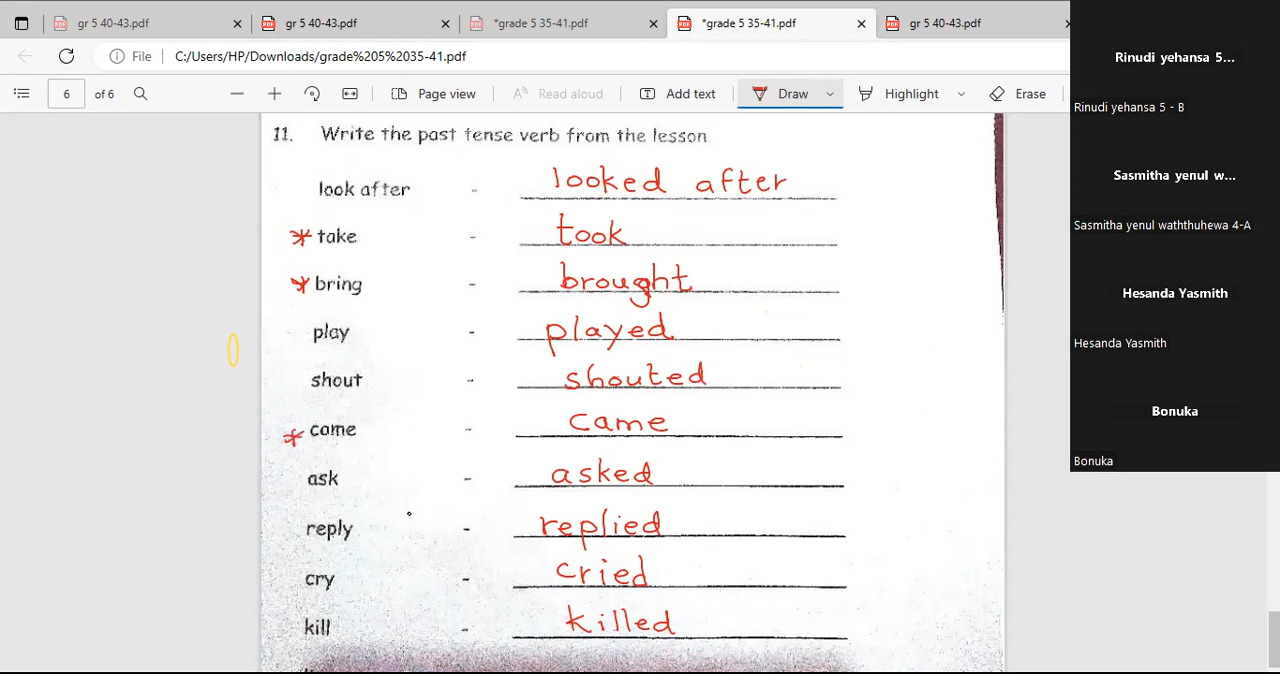 gr 5 40-43.pdf gr 5 40-43.pdf *grade 5 35-41.pdf *grade 5 35-41.pdf gr 5 40-43.pdf
File C:/Users/HP/Downloads/grade%205%2035-41.pdf
6 of 6 Page view Read aloud Add text Draw Highlight Erase
11. Write the past tense verb from the lesson.
look after - looked after
* take - took
* bring - brought
play - played
shout - shouted
* come - came
ask - asked
reply - replied
cry - cried
kill - killed
Rinudi yehansa 5...
Rinudi yehansa 5 - B
Sasmitha yenul w...
Sasmitha yenul waththuhewa 4-A
Hesanda Yasmith
Hesanda Yasmith
Bonuka
Bonuka